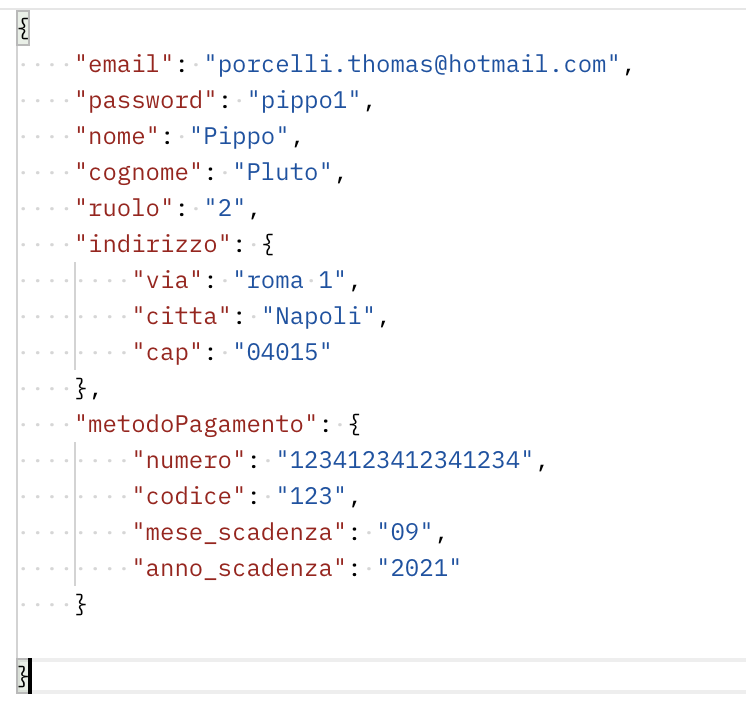 {
    "email": "porcelli.thomas@hotmail.com",
    "password": "pippo1",
    "nome": "Pippo",
    "cognome": "Pluto",
    "ruolo": "2",
    "indirizzo": {
        "via": "roma 1",
        "citta": "Napoli",
        "cap": "04015"
    },
    "metodoPagamento": {
        "numero": "1234123412341234",
        "codice": "123",
        "mese_scadenza": "09",
        "anno_scadenza": "2021"
    }
}